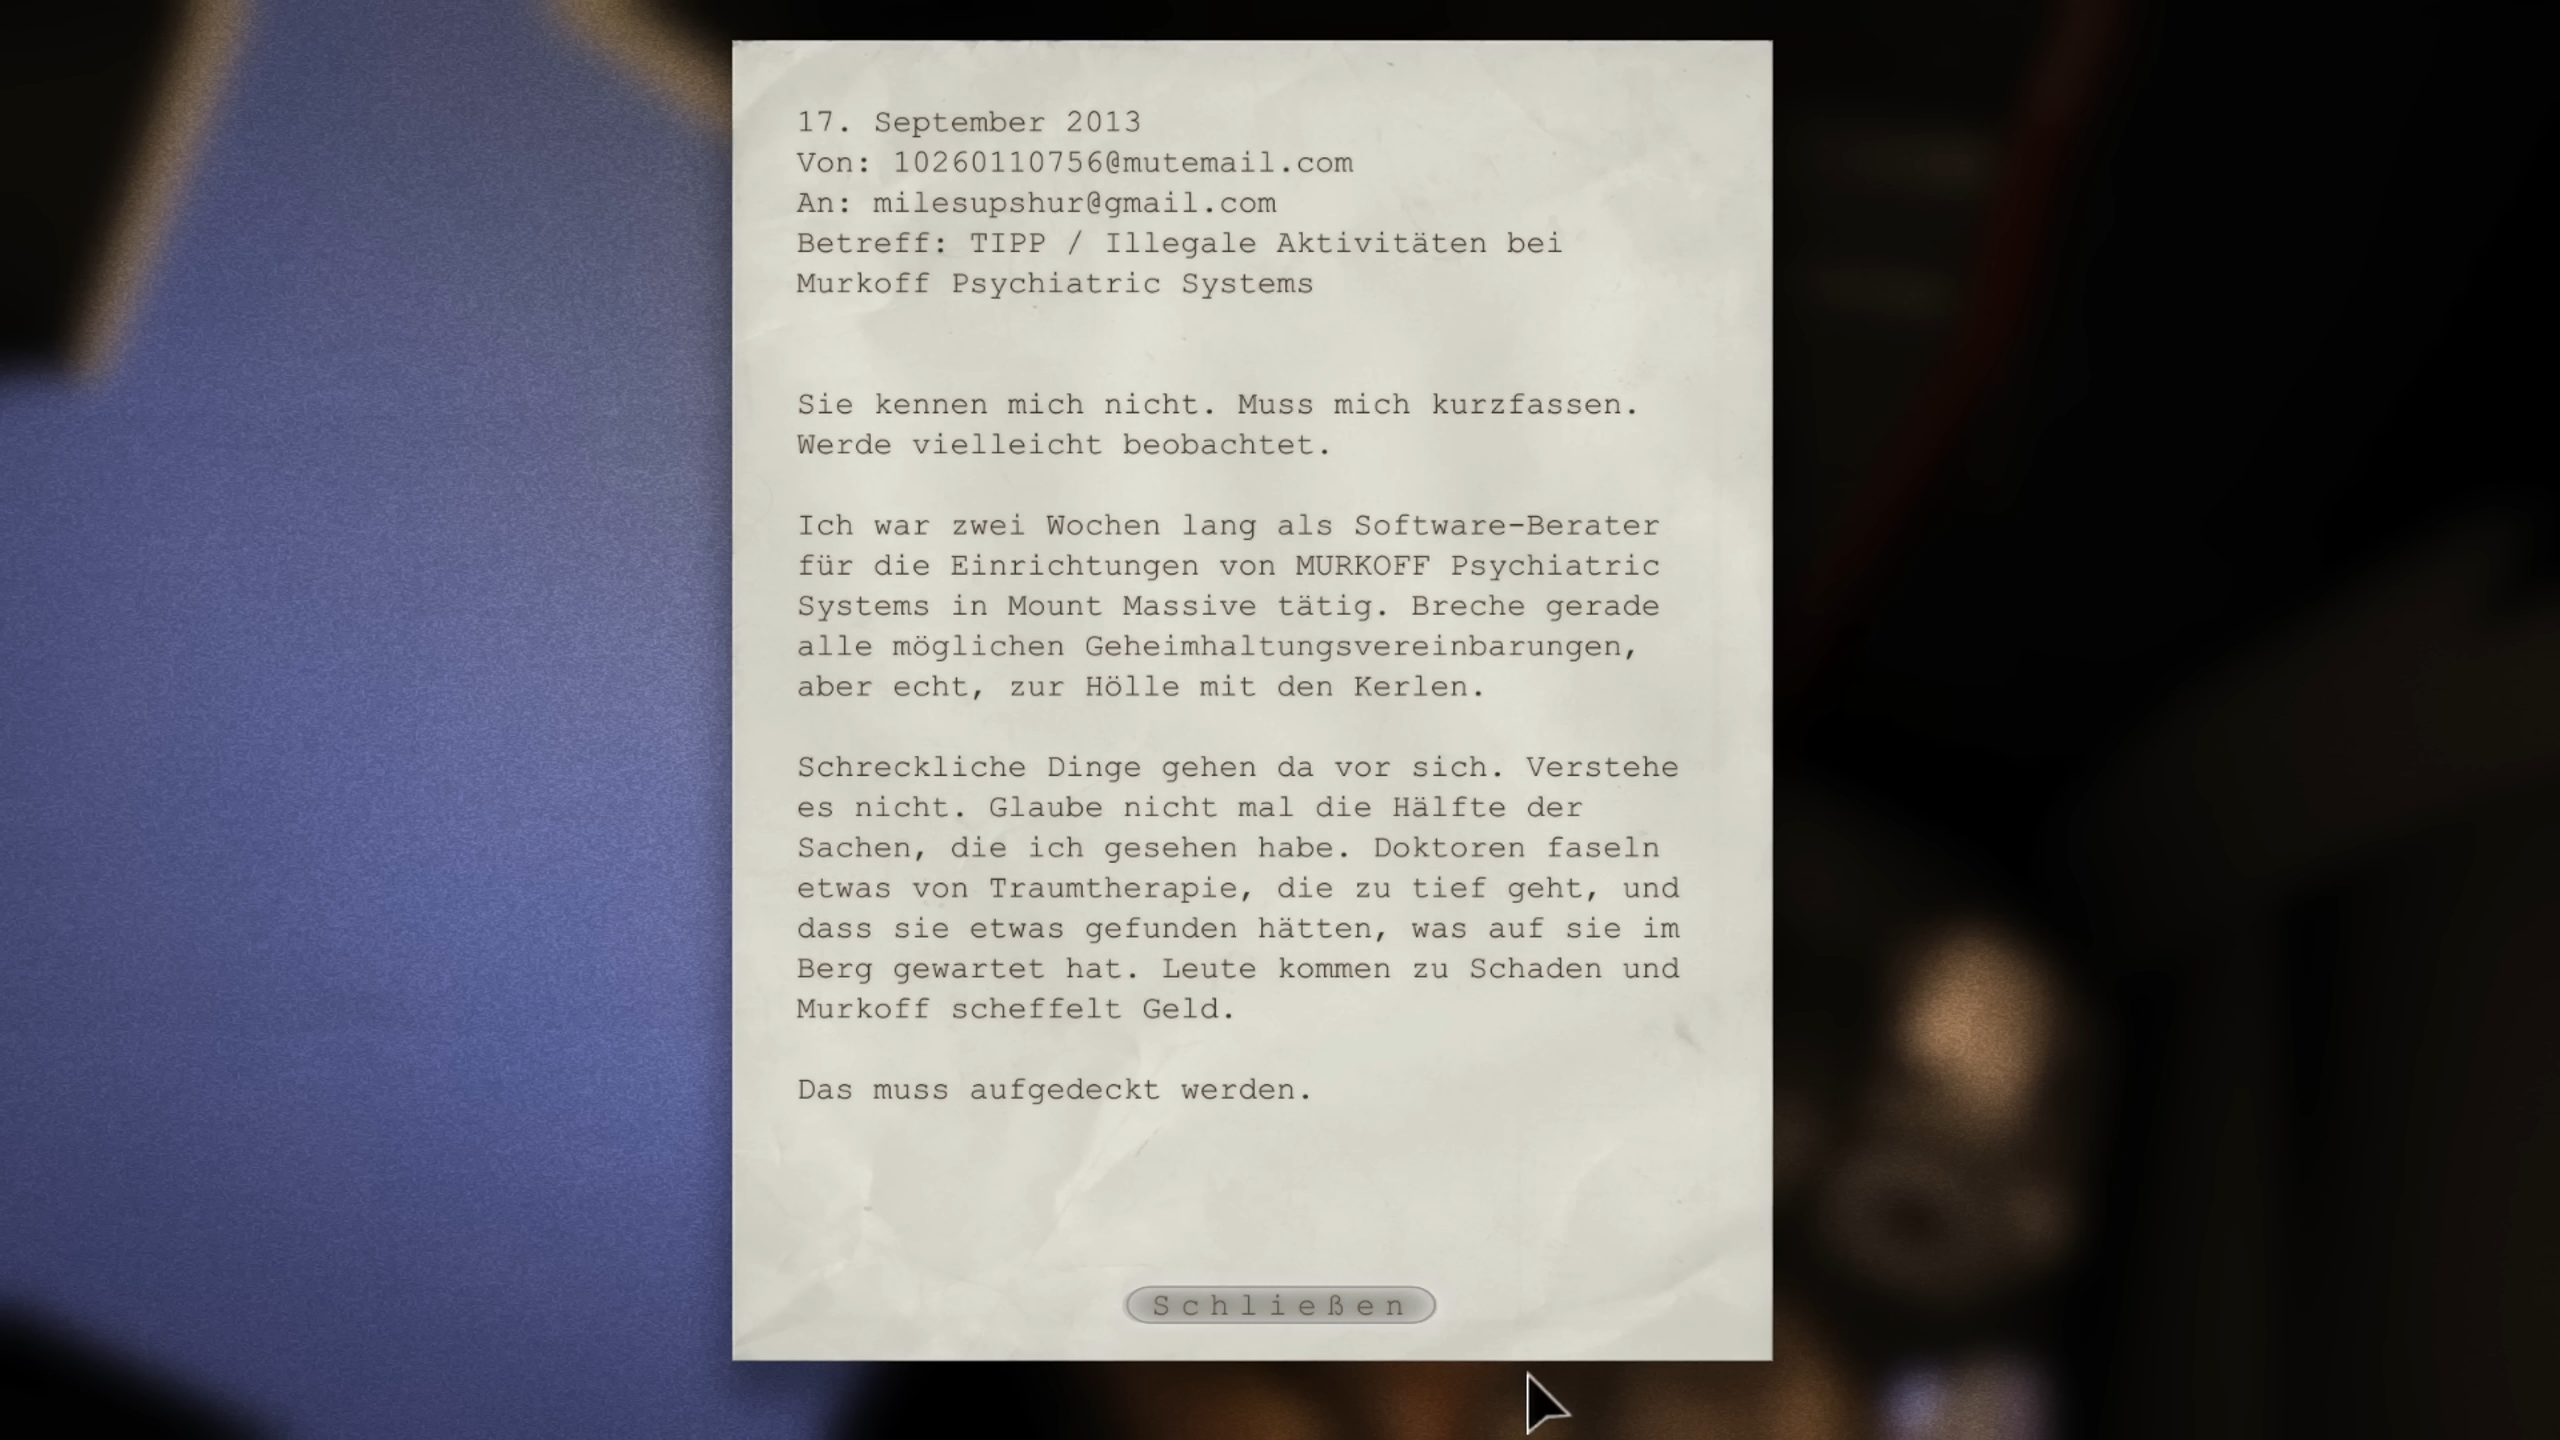 17. September 2013
Von: 10260110756@mutemail.com
An: milesupshur@gmail.com
Betreff: TIPP / Illegale Aktivitäten bei
Murkoff Psychiatric Systems
Sie kennen mich nicht. Muss mich kurzfassen.
Werde vielleicht beobachtet.
Ich war zwei Wochen lang als Software-Berater
für die Einrichtungen von MURKOFF Psychiatric
Systems in Mount Massive tätig. Breche gerade
alle möglichen Geheimhaltungsvereinbarungen,
aber echt, zur Hölle mit den Kerlen.
Schreckliche Dinge gehen da vor sich. Verstehe
es nicht. Glaube nicht mal die Hälfte der
Sachen, die ich gesehen habe. Doktoren faseln
etwas von Traumtherapie, die zu tief geht, und
dass sie etwas gefunden hätten, was auf sie im
Berg gewartet hat. Leute kommen zu Schaden und
Murkoff scheffelt Geld.
Das muss aufgedeckt werden.
Schließen